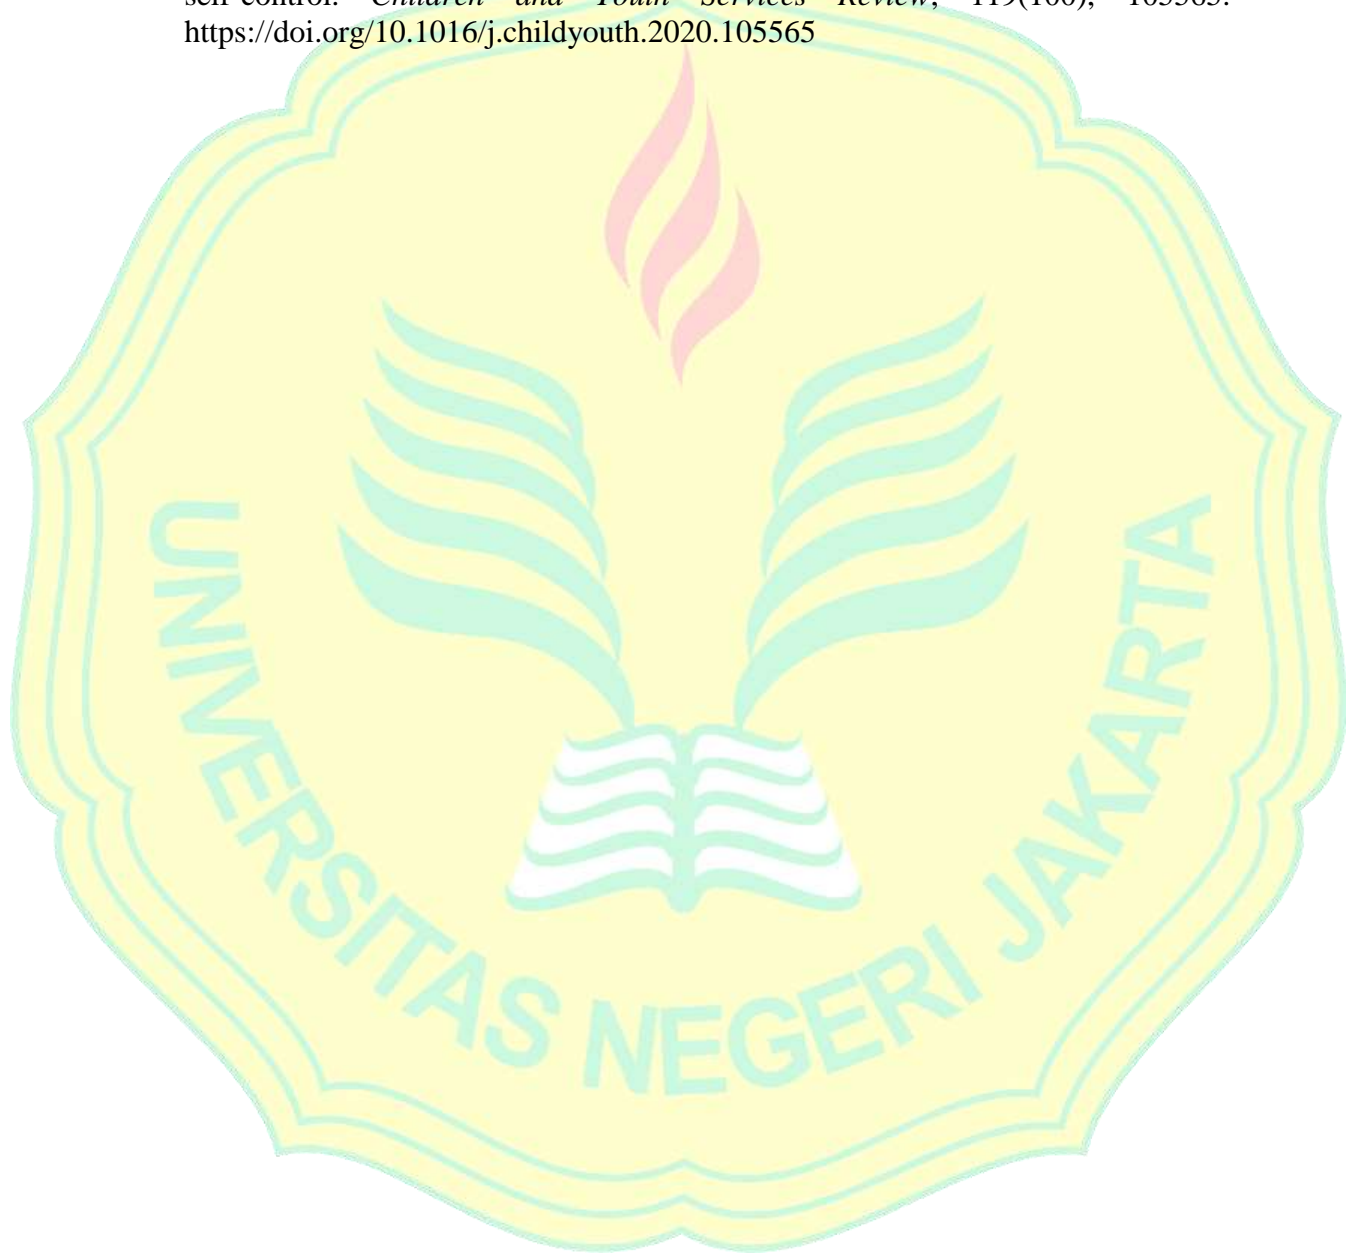 self-control. Children and Youth Services Review, 119(100), 105565.
https://doi.org/10.1016/j.childyouth.2020.105565
UNIVERSITAS NEGERI JAKARTA